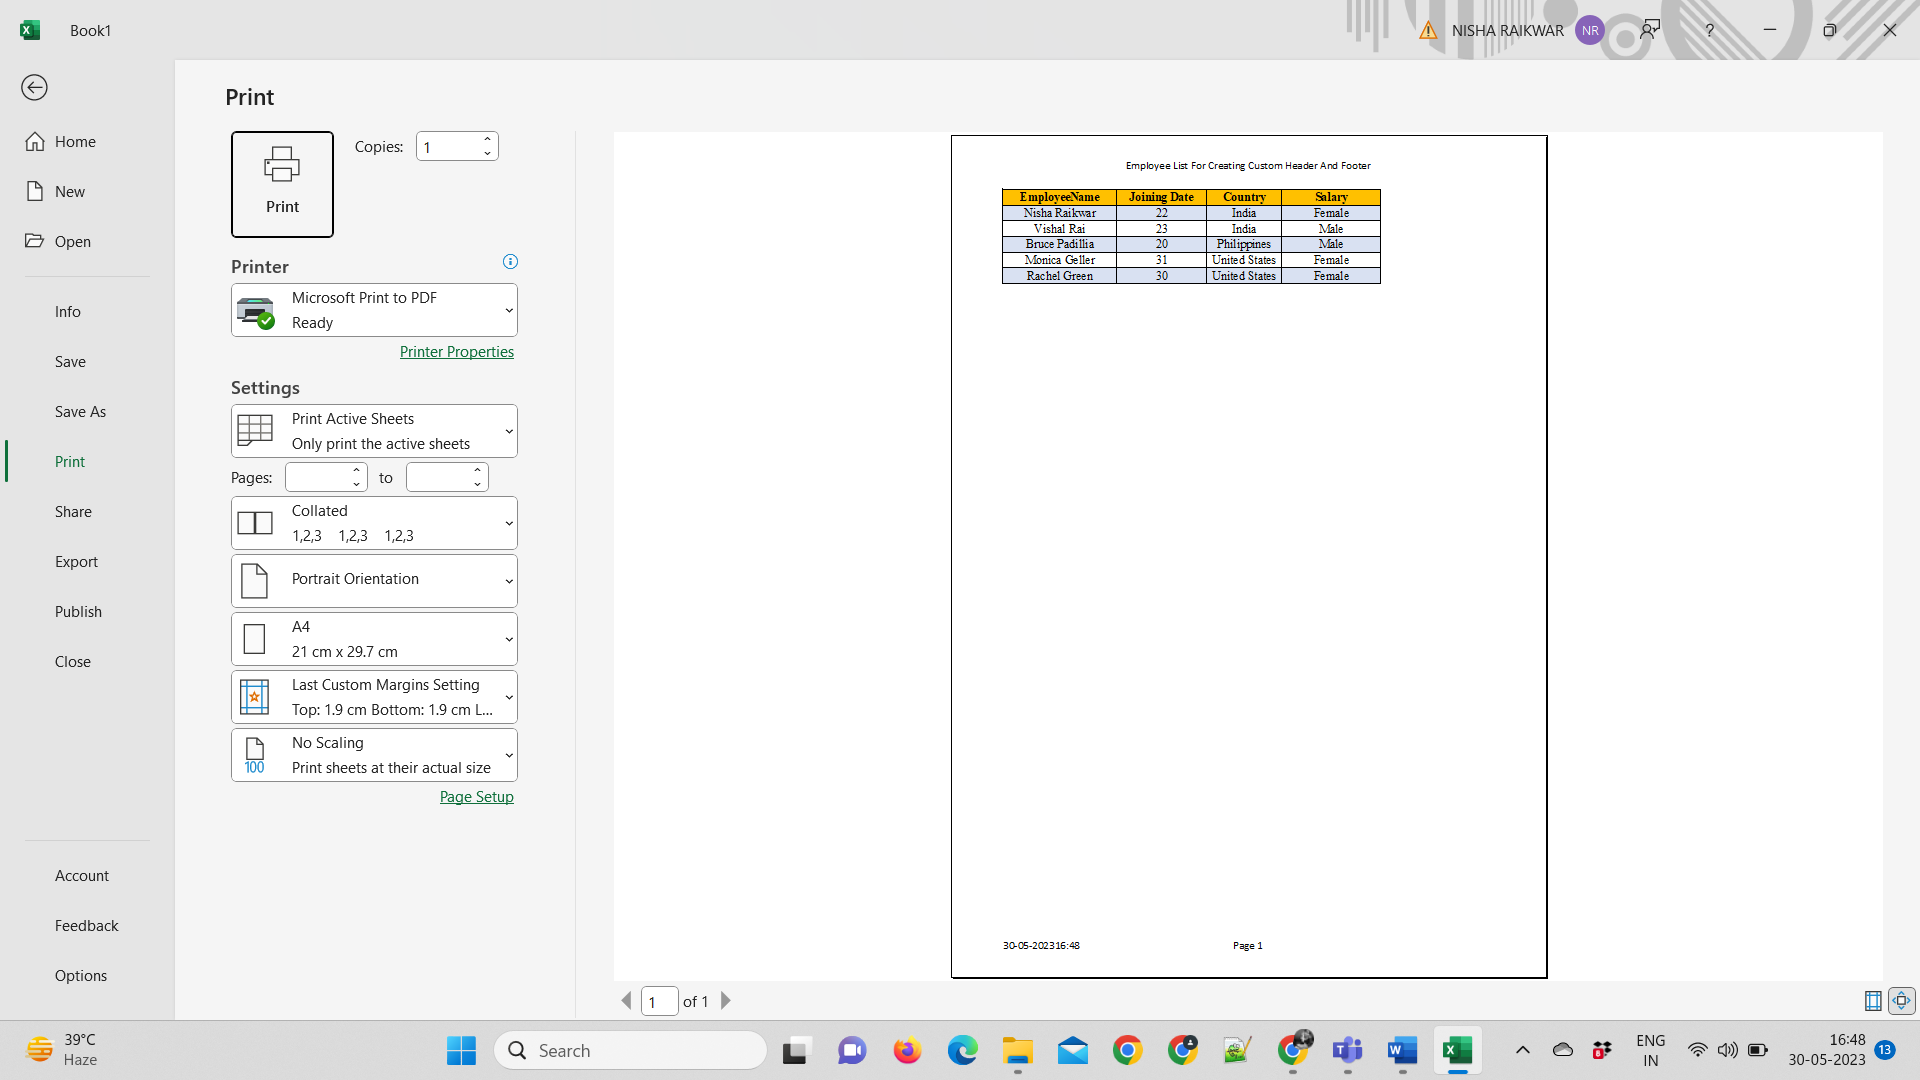 Book1
NISHA RAIKWAR
NR
?
Print
Home
New
Open
Info
Save
Save As
Print
Share
Export
Publish
Close
Account
Feedback
Options
Print
Copies: 1
Printer
Microsoft Print to PDF
Ready
Printer Properties
Settings
Print Active Sheets
Only print the active sheets
Pages: to
Collated
1,2,3 1,2,3 1,2,3
Portrait Orientation
A4
21 cm x 29.7 cm
Last Custom Margins Setting
Top: 1.9 cm Bottom: 1.9 cm L...
100
No Scaling
Print sheets at their actual size
Page Setup
Employee List For Creating Custom Header And Footer
EmployeeName Joining Date Country Salary
Nisha Raikwar 22 India Female
Vishal Rai 23 India Male
Bruce Padillia 20 Philippines Male
Monica Geller 31 United States Female
Rachel Green 30 United States Female
30-05-202316:48 Page 1
1 of 1
39°C
Haze
Search
ENG
IN
16:48
30-05-2023
13